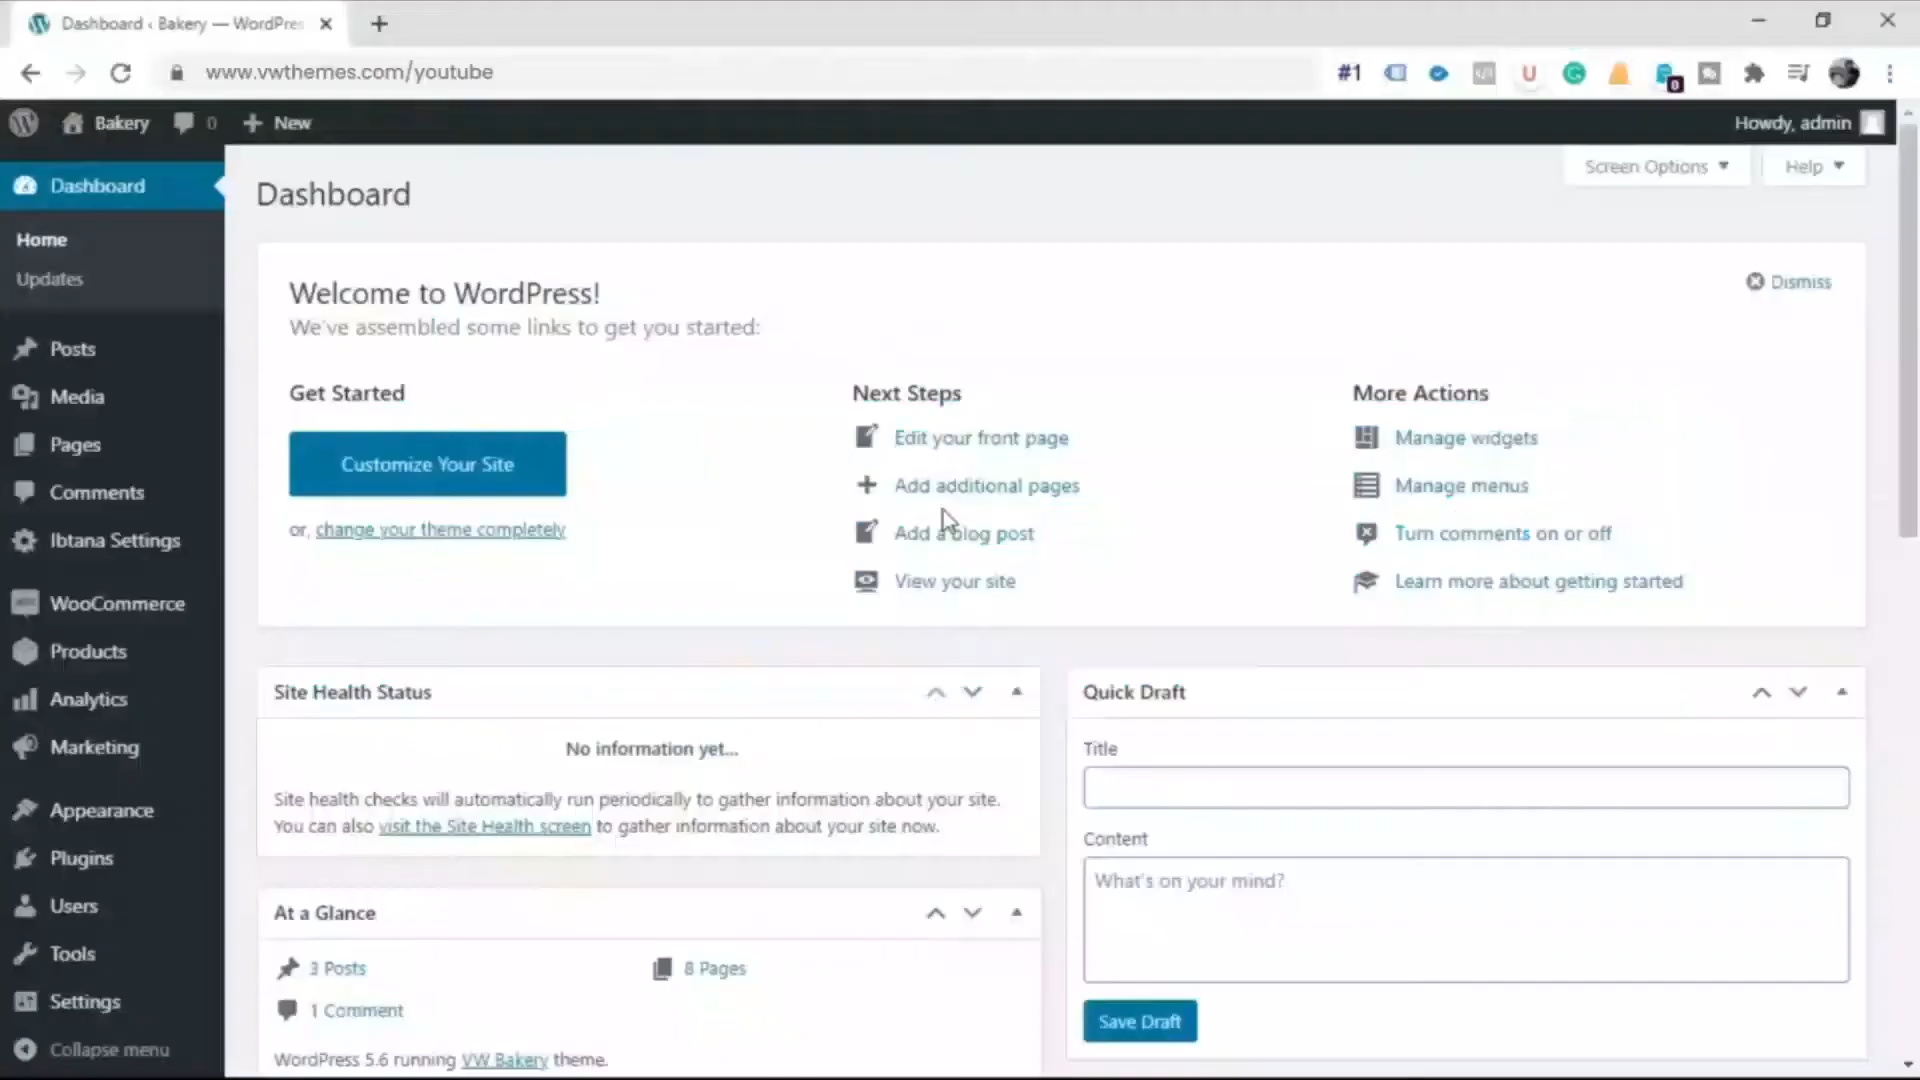 Dashboard ‹ Bakery — WordPres
www.vwthemes.com/youtube
#1
U
0
Bakery
0
New
Howdy, admin
Screen Options
Help
Dashboard
Home
Updates
Posts
Media
Pages
Comments
Ibtana Settings
WooCommerce
Products
Analytics
Marketing
Appearance
Plugins
Users
Tools
Settings
Collapse menu
Dashboard
Welcome to WordPress!
Dismiss
We've assembled some links to get you started:
Get Started
Customize Your Site
or, change your theme completely
Next Steps
Edit your front page
Add additional pages
Add a blog post
View your site
More Actions
Manage widgets
Manage menus
Turn comments on or off
Learn more about getting started
Site Health Status
No information yet...
Site health checks will automatically run periodically to gather information about your site.
You can also visit the Site Health screen to gather information about your site now.
At a Glance
3 Posts
8 Pages
1 Comment
WordPress 5.6 running VW Bakery theme.
Quick Draft
Title
Content
What's on your mind?
Save Draft